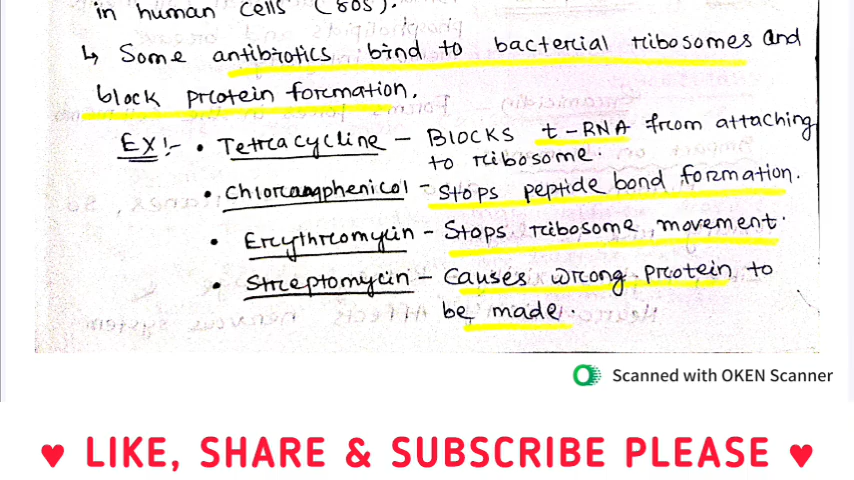 in human cells (80S).
↳ Some antibiotics bind to bacterial ribosomes and
block protein formation.
EX:- • Tetracycline – BLOCKS t-RNA from attaching
to ribosome.
• Chloramphenicol – Stops peptide bond formation.
• Erythromycin – Stops ribosome movement.
• Streptomycin – Causes wrong protein to
be made.
Scanned with OKEN Scanner
♥ LIKE, SHARE & SUBSCRIBE PLEASE ♥